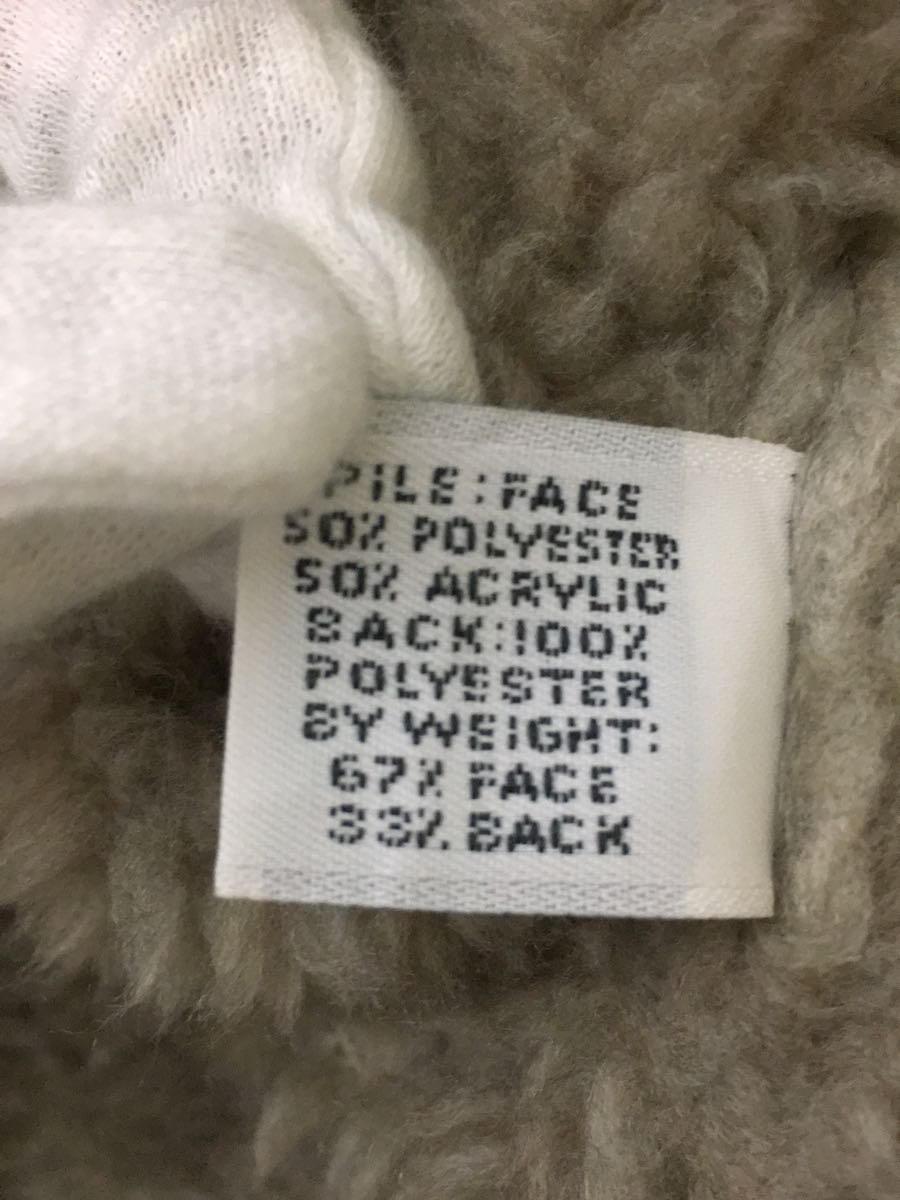 PILE:FACE
50% POLYESTER
50% ACRYLIC
BACK:100%
POLYESTER
BY WEIGHT:
67% FACE
33% BACK